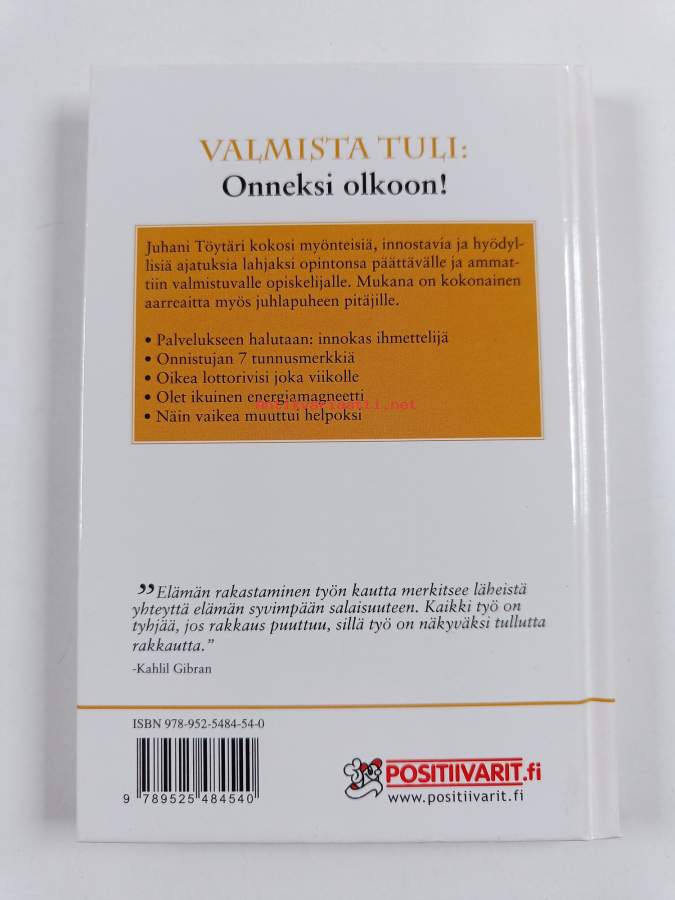 VALMISTA TULI:
Onneksi olkoon!
Juhani Töytäri kokosi myönteisiä, innostavia ja hyödyl-
lisiä ajatuksia lahjaksi opintonsa päättävälle ja ammat-
tiin valmistuvalle opiskelijalle. Mukana on kokonainen
aarreaitta myös juhlapuheen pitäjille.
• Palvelukseen halutaan: innokas ihmettelijä
• Onnistujan 7 tunnusmerkkiä
• Oikea lottorivisi joka viikolle
• Olet ikuinen energiamagneetti
• Näin vaikea muuttui helpoksi
”Elämän rakastaminen työn kautta merkitsee läheistä
yhteyttä elämän syvimpään salaisuuteen. Kaikki työ on
tyhjää, jos rakkaus puuttuu, sillä työ on näkyväksi tullutta
rakkautta.”
-Kahlil Gibran
ISBN 978-952-5484-54-0
9 789525 484540
POSITIIVARIT.fi
www.positiivarit.fi